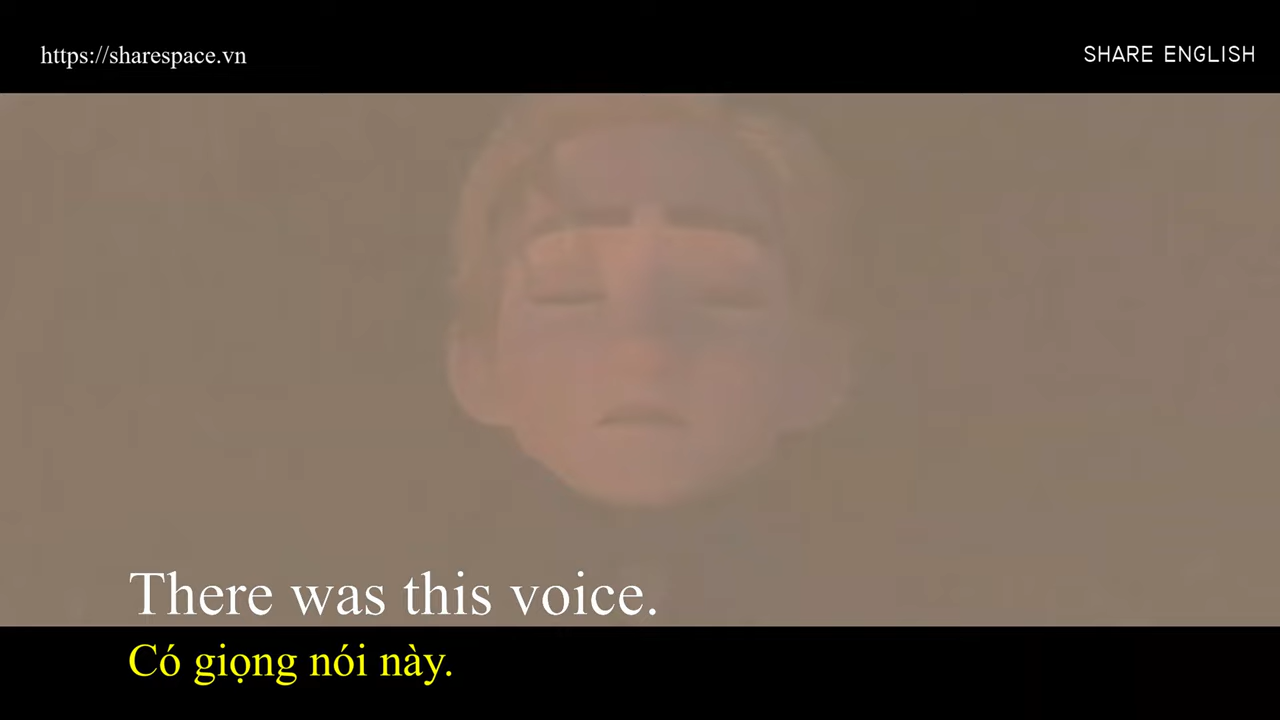 https://sharespace.vn
SHARE ENGLISH
There was this voice.
Có giọng nói này.